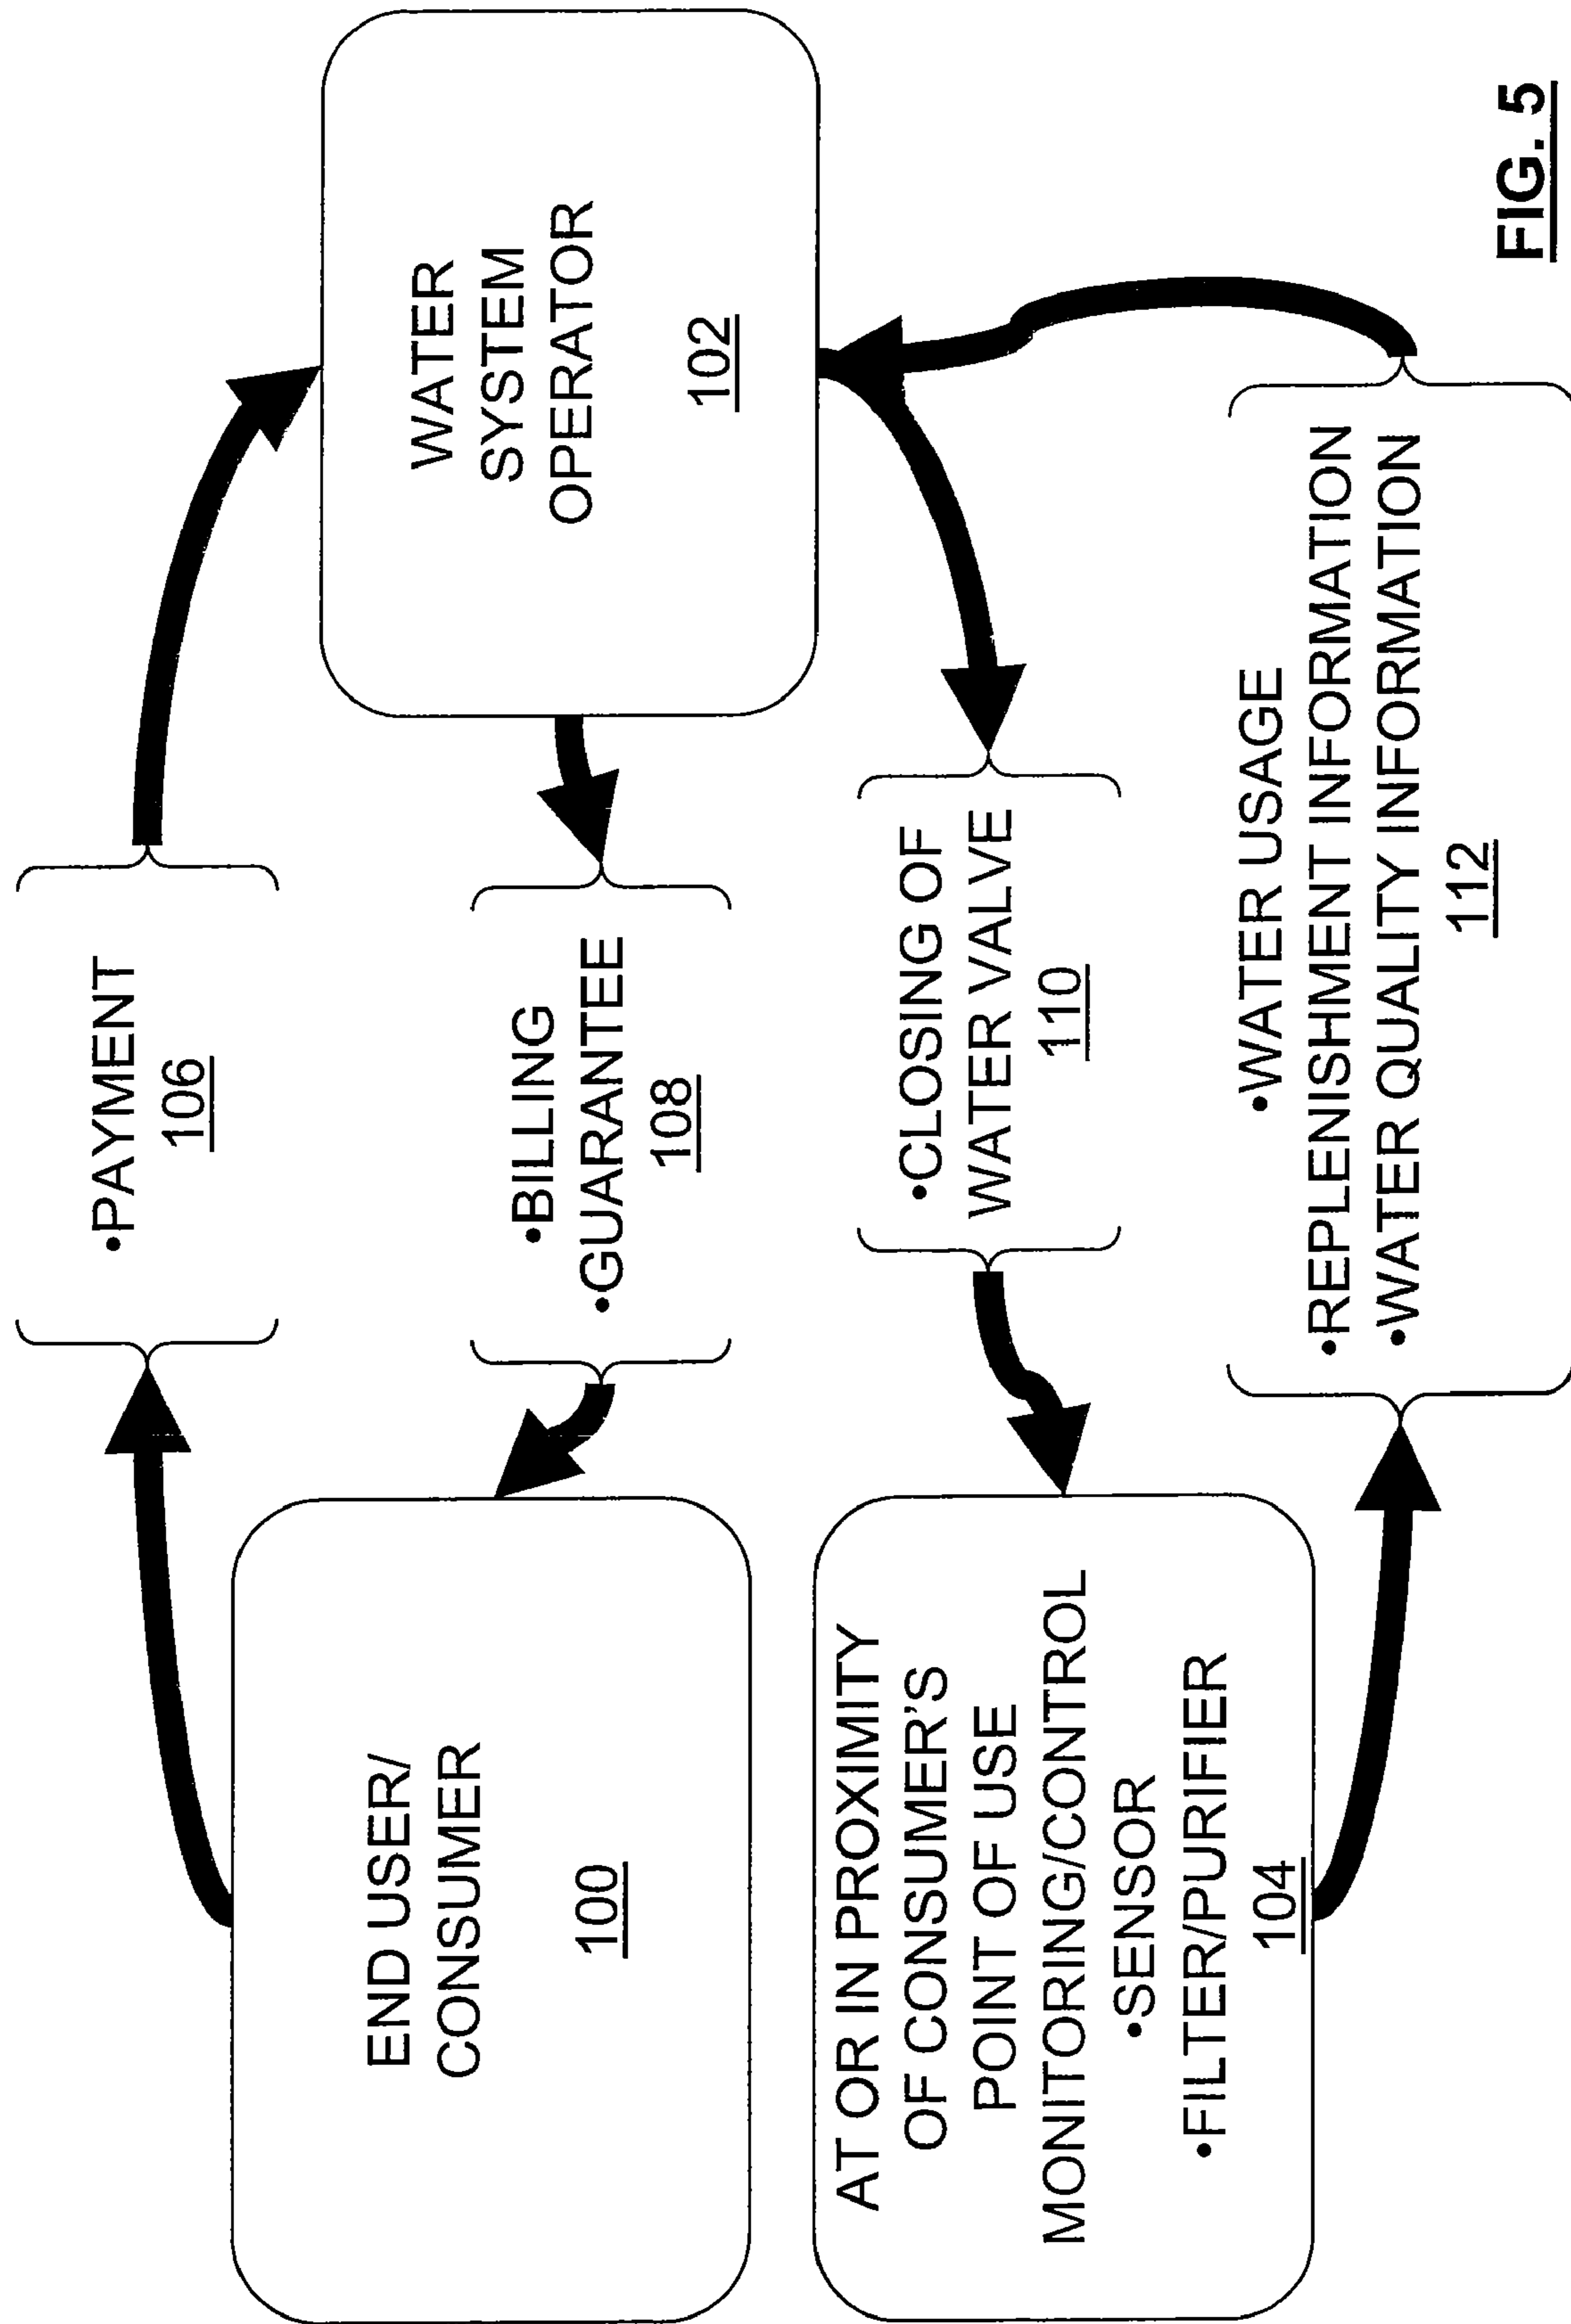 •PAYMENT
106
END USER/
CONSUMER
100
•BILLING
•GUARANTEE
108
WATER
SYSTEM
OPERATOR
102
AT OR IN PROXIMITY
OF CONSUMER'S
POINT OF USE
MONITORING/CONTROL
•SENSOR
•FILTER/PURIFIER
104
•CLOSING OF
WATER VALVE
110
•WATER USAGE
•REPLENISHMENT INFORMATION
•WATER QUALITY INFORMATION
112
FIG. 5